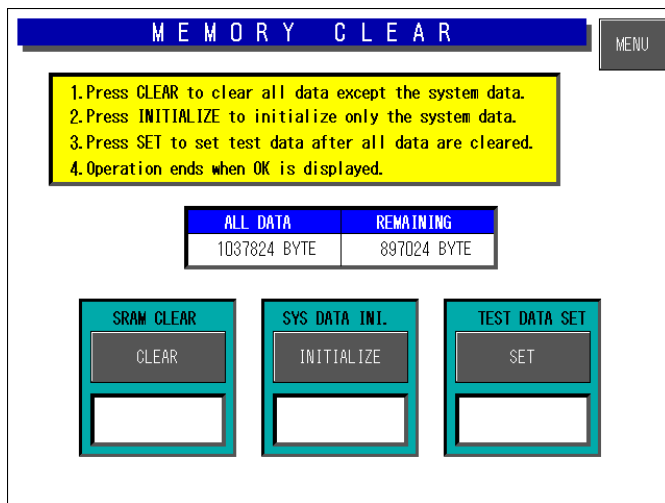 MEMORY CLEAR
MENU
1.Press CLEAR to clear all data except the system data.
2.Press INITIALIZE to initialize only the system data.
3.Press SET to set test data after all data are cleared.
4.Operation ends when OK is displayed.
ALL DATA REMAINING
1037824 BYTE 897024 BYTE
SRAM CLEAR SYS DATA INI. TEST DATA SET
CLEAR INITIALIZE SET